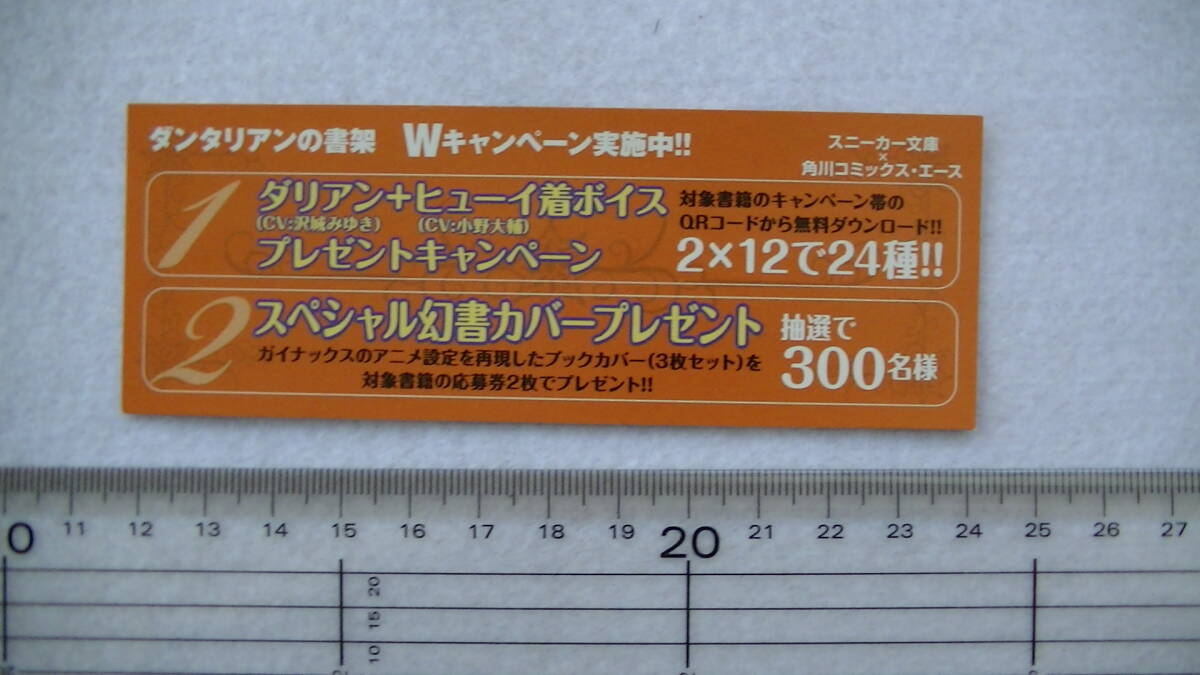 ダンタリアンの書架 Wキャンペーン実施中!!
スニーカー文庫
×
角川コミックス・エース
1
ダリアン+ヒューイ着ボイス
(CV:沢城みゆき) (CV:小野大輔)
プレゼントキャンペーン
対象書籍のキャンペーン帯の
QRコードから無料ダウンロード!!
2×12で24種!!
2
スペシャル幻書カバープレゼント
ガイナックスのアニメ設定を再現したブックカバー(3枚セット)を
対象書籍の応募券2枚でプレゼント!!
抽選で
300名様
0 11 12 13 14 15 16 17 18 19 20 21 22 23 24 25 26 27
20
15
10